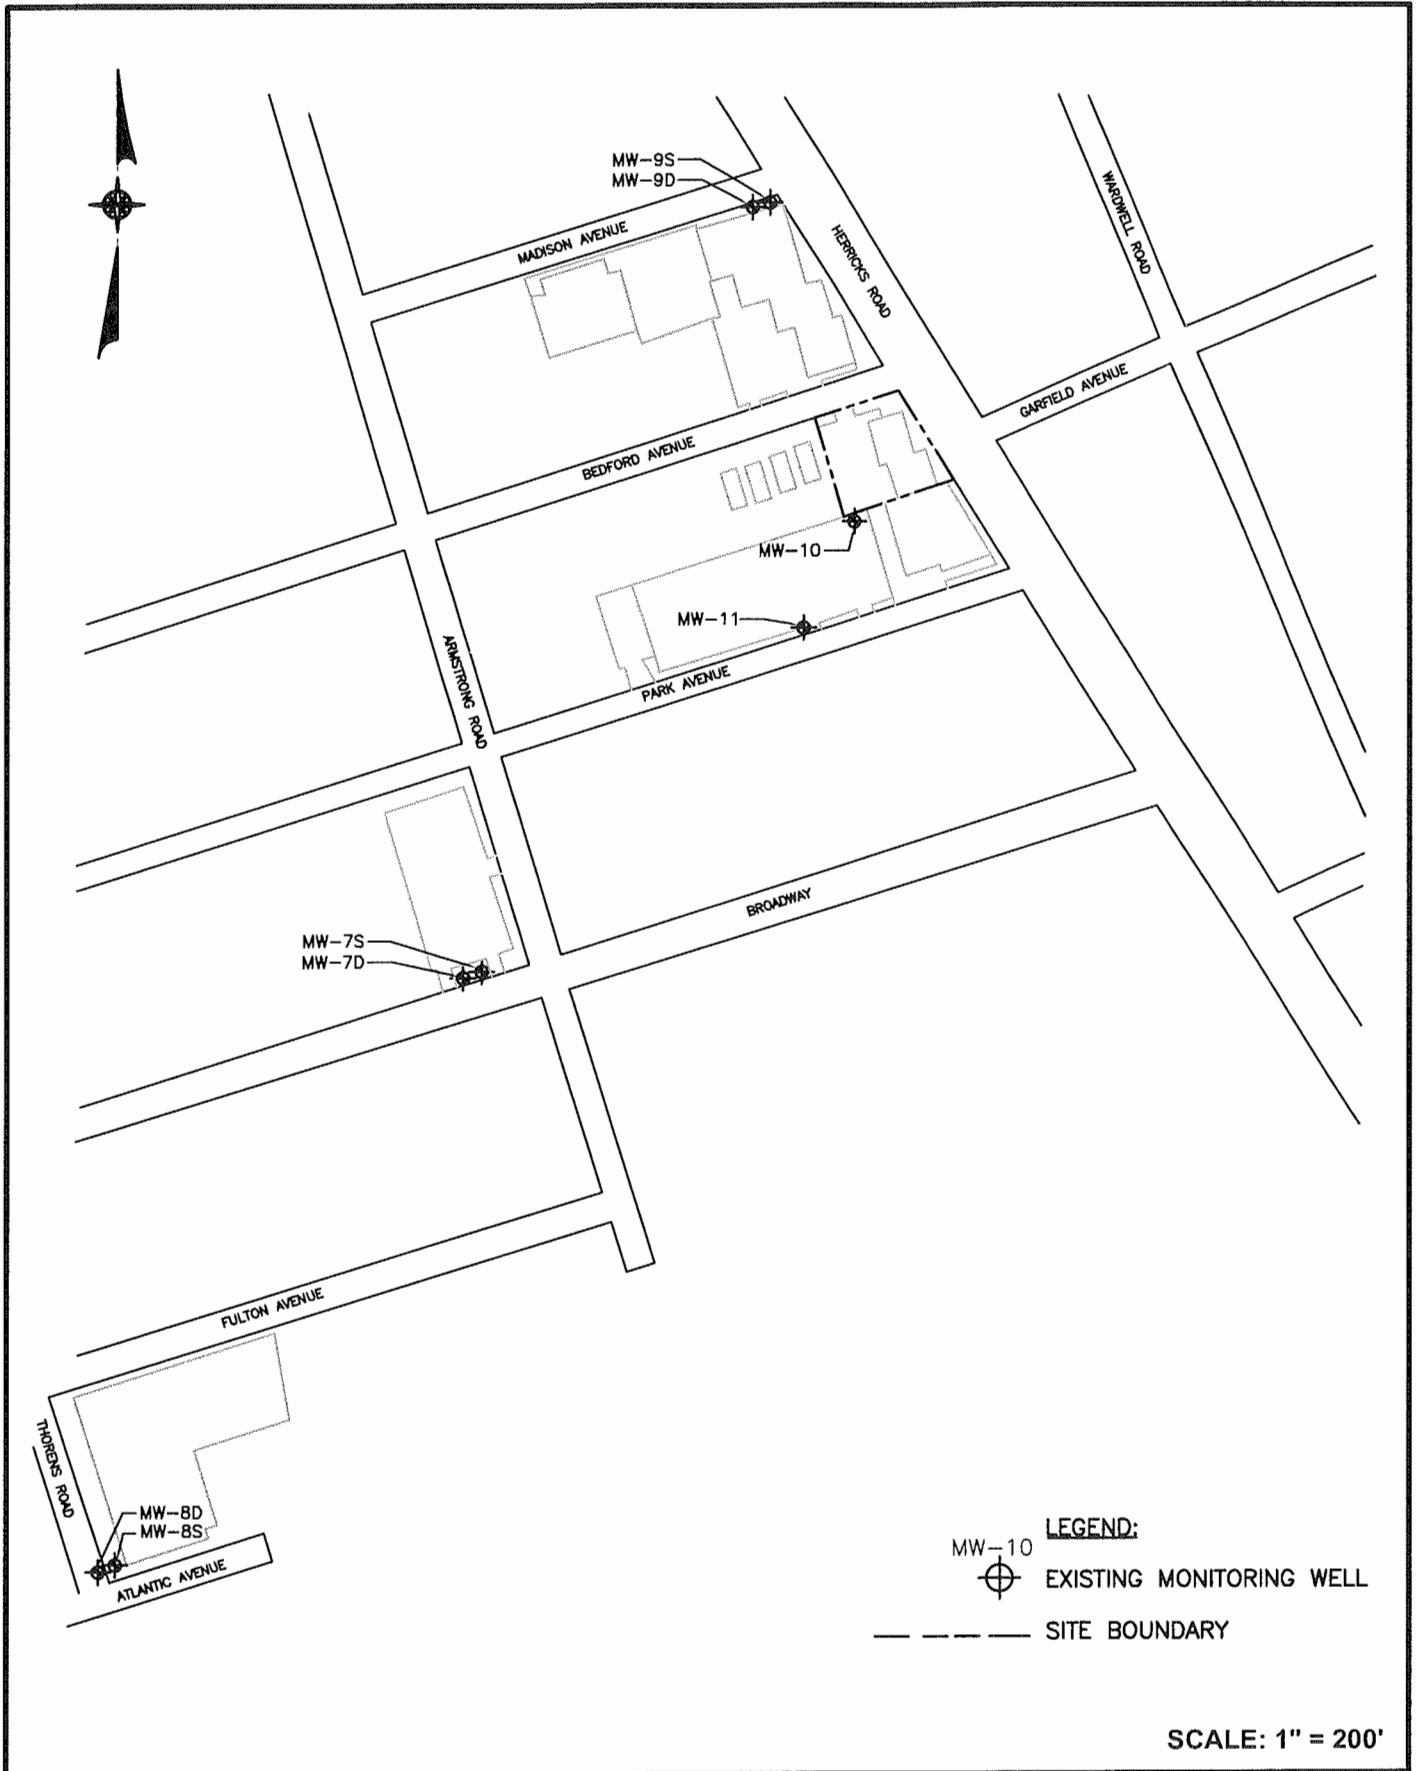 MW-9S
MW-9D
MADISON AVENUE
HERRICKS ROAD
WARDWELL ROAD
GARFIELD AVENUE
BEDFORD AVENUE
MW-10
MW-11
ARMSTRONG ROAD
PARK AVENUE
BROADWAY
MW-7S
MW-7D
FULTON AVENUE
THORENS ROAD
MW-8D
MW-8S
ATLANTIC AVENUE
LEGEND:
MW-10
EXISTING MONITORING WELL
SITE BOUNDARY
SCALE: 1" = 200'